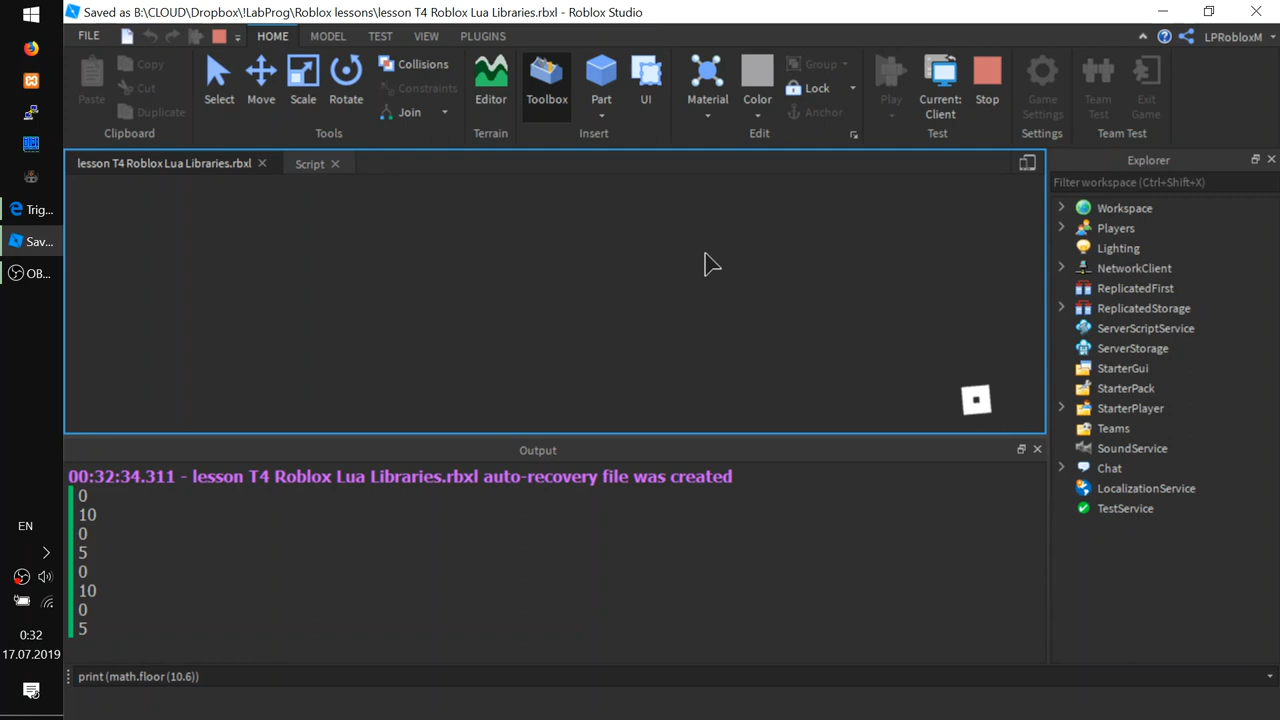 Saved as B:\CLOUD\Dropbox\!LabProg\Roblox lessons\lesson T4 Roblox Lua Libraries.rbxl - Roblox Studio
FILE HOME MODEL TEST VIEW PLUGINS LPRobloxM
Paste Copy Cut Duplicate
Clipboard
Select Move Scale Rotate Collisions Constraints Join
Tools
Editor
Terrain
Toolbox Part UI
Insert
Material Color Group Lock Anchor
Edit
Play Current: Client Stop
Test
Game Settings
Settings
Team Test Exit Game
Team Test
lesson T4 Roblox Lua Libraries.rbxl Script
Explorer
Filter workspace (Ctrl+Shift+X)
Workspace
Players
Lighting
NetworkClient
ReplicatedFirst
ReplicatedStorage
ServerScriptService
ServerStorage
StarterGui
StarterPack
StarterPlayer
Teams
SoundService
Chat
LocalizationService
TestService
Output
00:32:34.311 - lesson T4 Roblox Lua Libraries.rbxl auto-recovery file was created
0
10
0
5
0
10
0
5
print (math.floor (10.6))
Trig...
Sav...
OB...
EN
0:32
17.07.2019